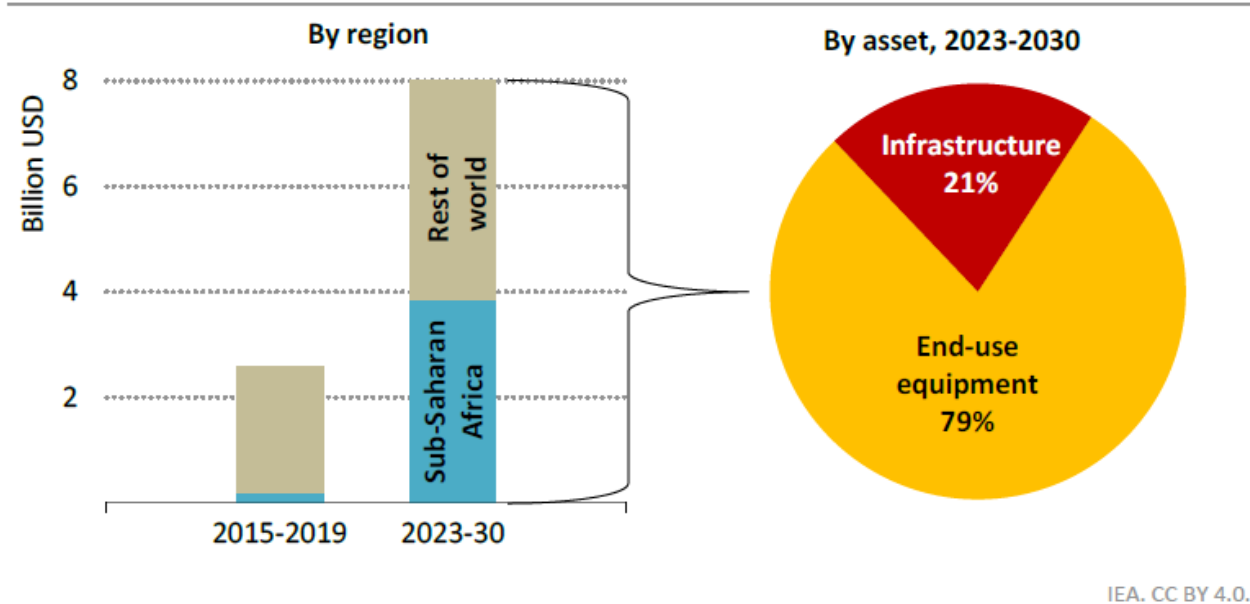 By region
By asset, 2023-2030
Billion USD
8
6
4
2
Rest of
world
Sub-Saharan
Africa
2015-2019
2023-30
Infrastructure
21%
End-use
equipment
79%
IEA. CC BY 4.0.